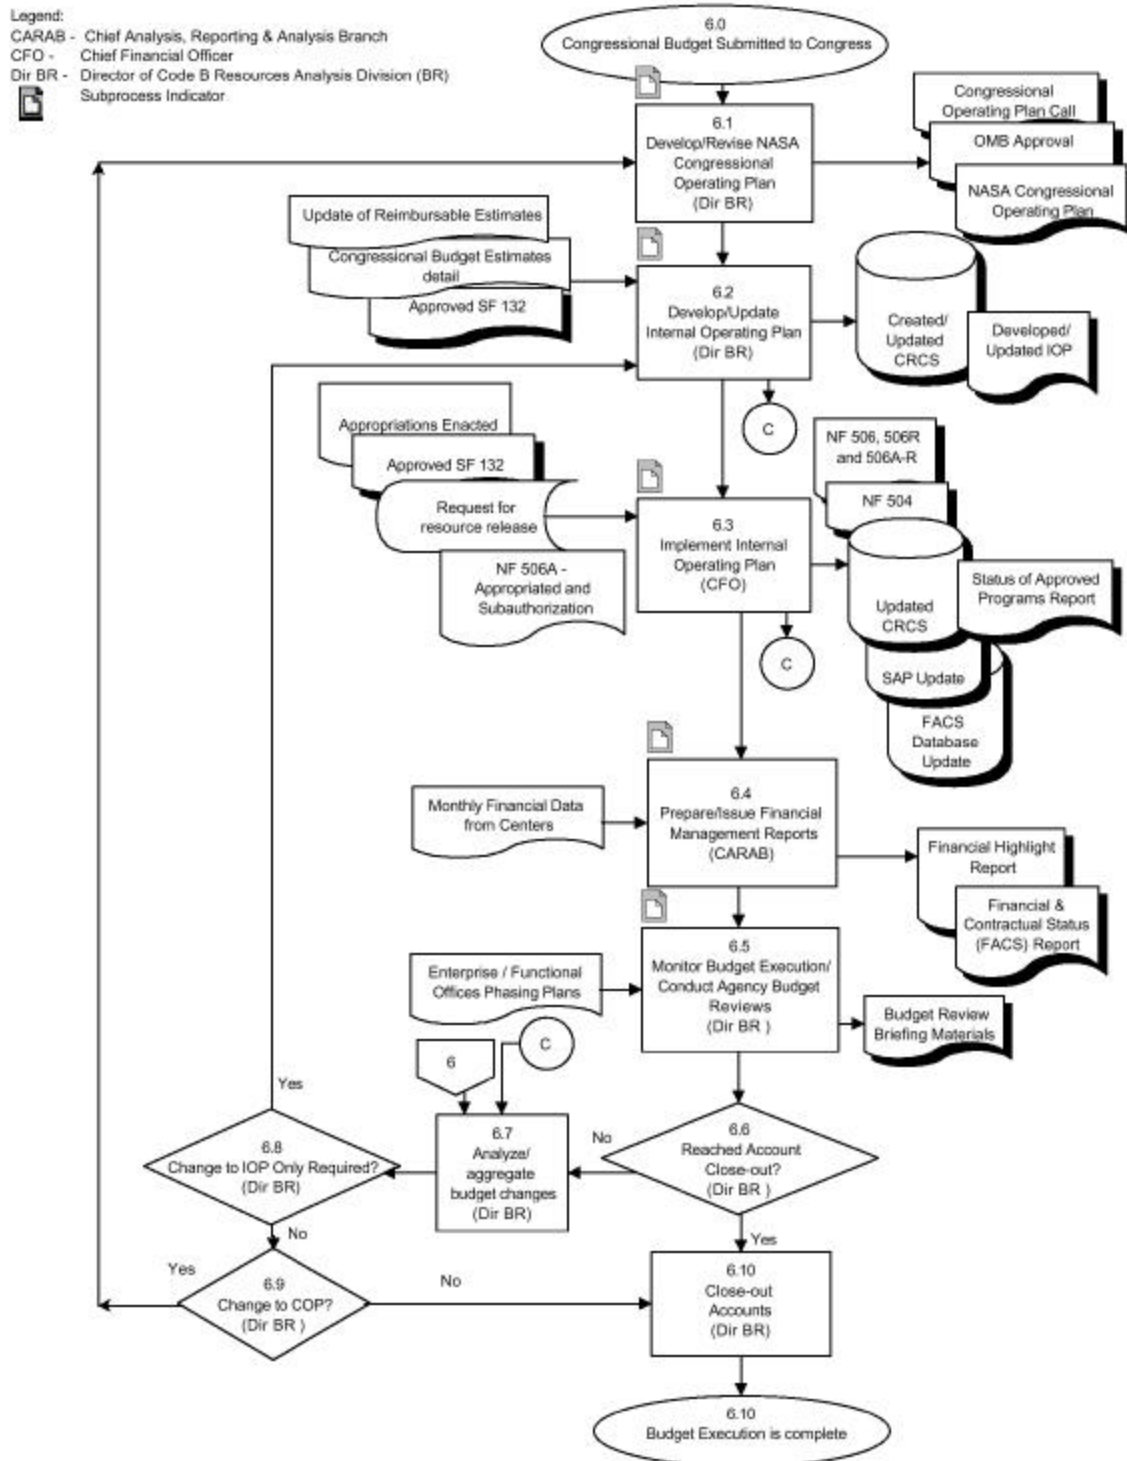 Legend:
CARAB - Chief Analysis, Reporting & Analysis Branch
CFO - Chief Financial Officer
Dir BR - Director of Code B Resources Analysis Division (BR)
Subprocess Indicator
6.0
Congressional Budget Submitted to Congress
6.1
Develop/Revise NASA
Congressional
Operating Plan
(Dir BR)
Congressional
Operating Plan Call
OMB Approval
NASA Congressional
Operating Plan
Update of Reimbursable Estimates
Congressional Budget Estimates
detail
Approved SF 132
6.2
Develop/Update
Internal Operating Plan
(Dir BR)
Created/
Updated
CRCS
Developed/
Updated IOP
C
Appropriations Enacted
Approved SF 132
Request for
resource release
NF 506A -
Appropriated and
Subauthorization
6.3
Implement Internal
Operating Plan
(CFO)
NF 506, 506R
and 506A-R
NF 504
Updated
CRCS
Status of Approved
Programs Report
SAP Update
FACS
Database
Update
C
Monthly Financial Data
from Centers
6.4
Prepare/Issue Financial
Management Reports
(CARAB)
Financial Highlight
Report
Financial &
Contractual Status
(FACS) Report
Enterprise / Functional
Offices Phasing Plans
6.5
Monitor Budget Execution/
Conduct Agency Budget
Reviews
(Dir BR )
Budget Review
Briefing Materials
6
C
Yes
6.8
Change to IOP Only Required?
(Dir BR)
6.7
Analyze/
aggregate
budget changes
(Dir BR)
No
6.6
Reached Account
Close-out?
(Dir BR )
No
Yes
Yes
6.9
Change to COP?
(Dir BR )
No
6.10
Close-out
Accounts
(Dir BR)
6.10
Budget Execution is complete